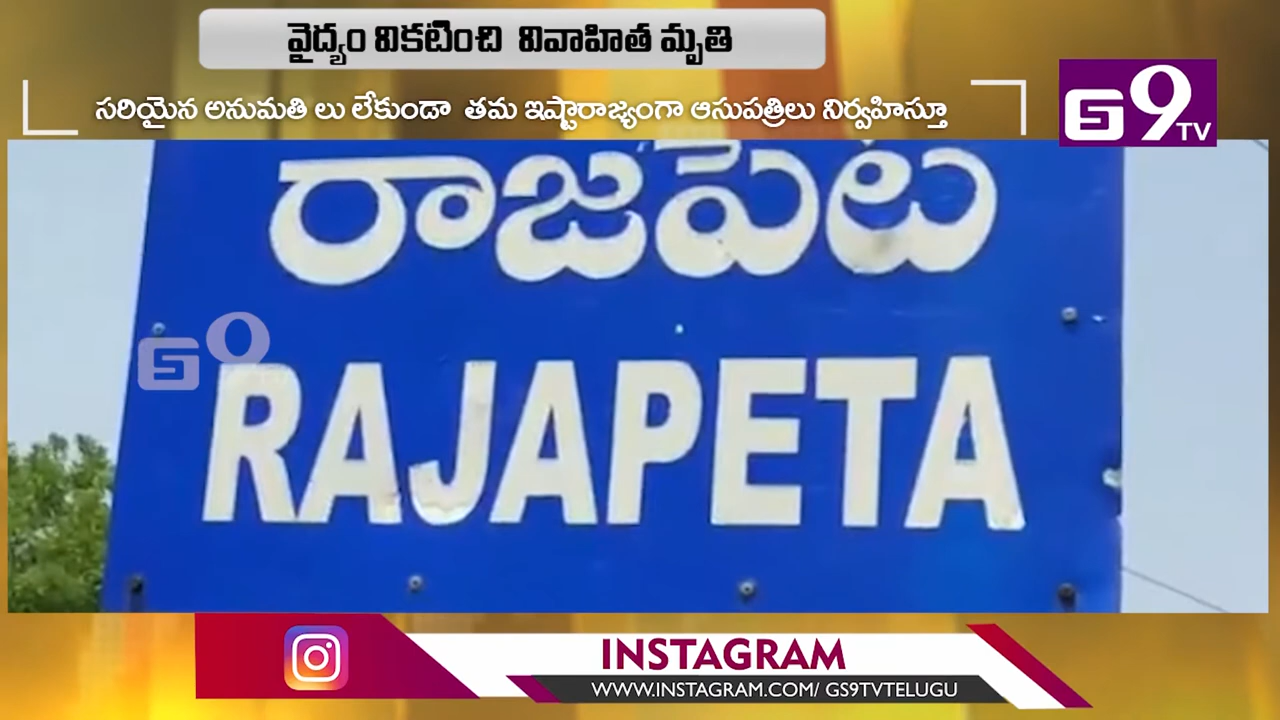 వైద్యం వికటించి వివాహిత మృతి
సరియైన అనుమతి లు లేకుండా తమ ఇష్టారాజ్యంగా ఆసుపత్రిలు నిర్వహిస్తూ
G9 TV
రాజపేట
G9
RAJAPETA
INSTAGRAM
WWW.INSTAGRAM.COM/ GS9TVTELUGU